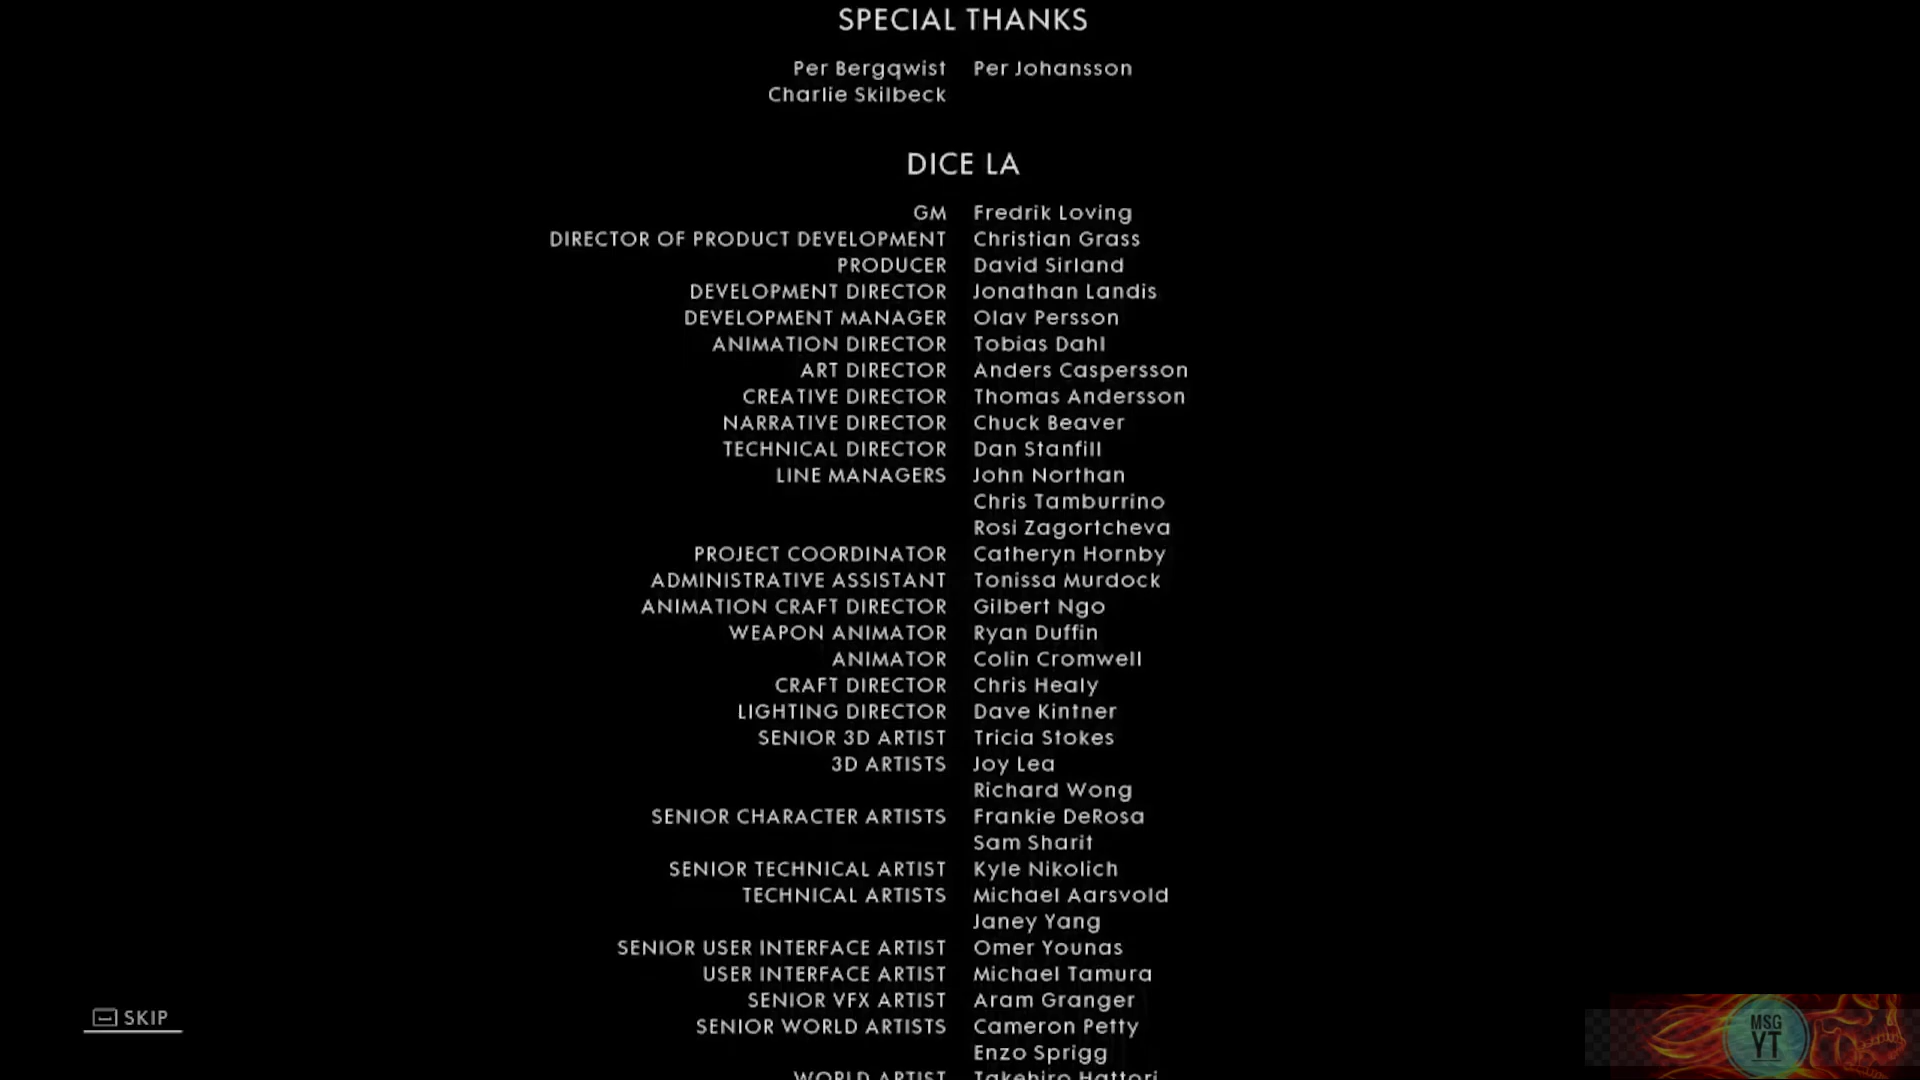 SPECIAL THANKS
Per Bergqwist Per Johansson
Charlie Skilbeck
DICE LA
GM Fredrik Loving
DIRECTOR OF PRODUCT DEVELOPMENT Christian Grass
PRODUCER David Sirland
DEVELOPMENT DIRECTOR Jonathan Landis
DEVELOPMENT MANAGER Olav Persson
ANIMATION DIRECTOR Tobias Dahl
ART DIRECTOR Anders Caspersson
CREATIVE DIRECTOR Thomas Andersson
NARRATIVE DIRECTOR Chuck Beaver
TECHNICAL DIRECTOR Dan Stanfill
LINE MANAGERS John Northan
Chris Tamburrino
Rosi Zagortcheva
PROJECT COORDINATOR Catheryn Hornby
ADMINISTRATIVE ASSISTANT Tonissa Murdock
ANIMATION CRAFT DIRECTOR Gilbert Ngo
WEAPON ANIMATOR Ryan Duffin
ANIMATOR Colin Cromwell
CRAFT DIRECTOR Chris Healy
LIGHTING DIRECTOR Dave Kintner
SENIOR 3D ARTIST Tricia Stokes
3D ARTISTS Joy Lea
Richard Wong
SENIOR CHARACTER ARTISTS Frankie DeRosa
Sam Sharit
SENIOR TECHNICAL ARTIST Kyle Nikolich
TECHNICAL ARTISTS Michael Aarsvold
Janey Yang
SENIOR USER INTERFACE ARTIST Omer Younas
USER INTERFACE ARTIST Michael Tamura
SENIOR VFX ARTIST Aram Granger
SENIOR WORLD ARTISTS Cameron Petty
Enzo Sprigg
WORLD ARTIST Takehiro Hattori
SKIP
MSG
YT